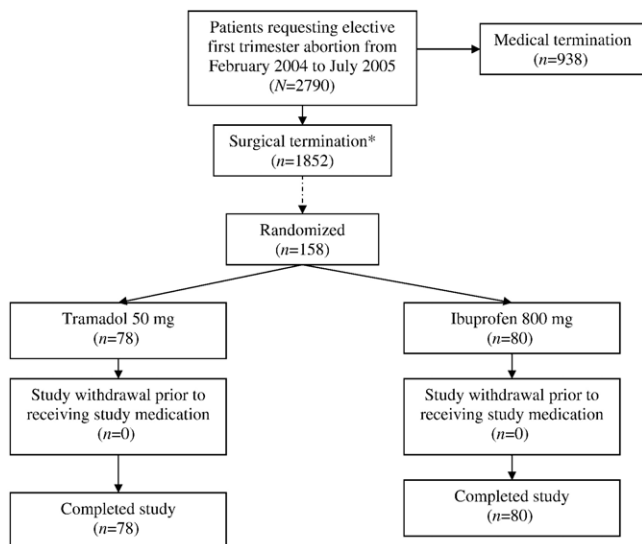 Patients requesting elective
first trimester abortion from
February 2004 to July 2005
(N=2790)
Medical termination
(n=938)
Surgical termination*
(n=1852)
Randomized
(n=158)
Tramadol 50 mg
(n=78)
Ibuprofen 800 mg
(n=80)
Study withdrawal prior to
receiving study medication
(n=0)
Study withdrawal prior to
receiving study medication
(n=0)
Completed study
(n=78)
Completed study
(n=80)